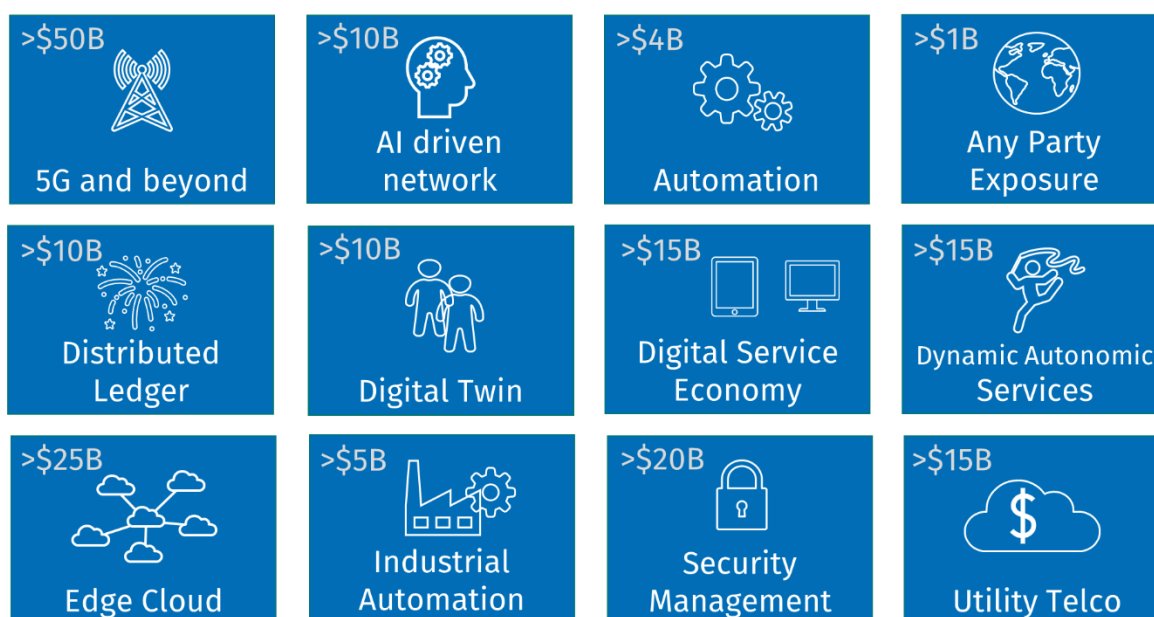 >$50B
5G and beyond
>$10B
AI driven
network
>$4B
Automation
>$1B
Any Party
Exposure
>$10B
Distributed
Ledger
>$10B
Digital Twin
>$15B
Digital Service
Economy
>$15B
Dynamic Autonomic
Services
>$25B
Edge Cloud
>$5B
Industrial
Automation
>$20B
Security
Management
>$15B
$
Utility Telco